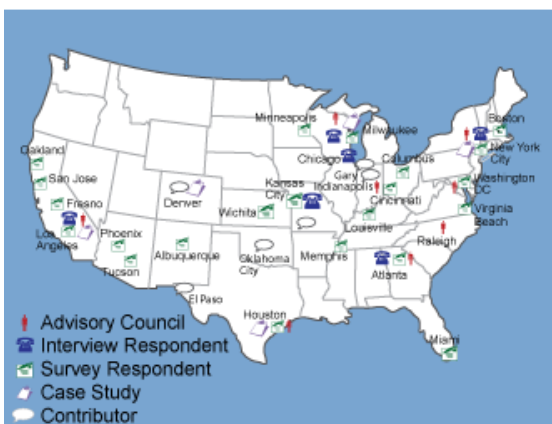 Minneapolis
Boston
Milwaukee
New York
City
Oakland
Chicago
Columbus
Gary
San Jose
Kansas
City
Indianapolis
Washington
DC
Fresno
Denver
Cincinnati
Wichita
Virginia
Beach
Los
Angeles
Phoenix
Louisville
Raleigh
Albuquerque
Oklahoma
City
Memphis
Tucson
Atlanta
El Paso
Houston
Miami
Advisory Council
Interview Respondent
Survey Respondent
Case Study
Contributor